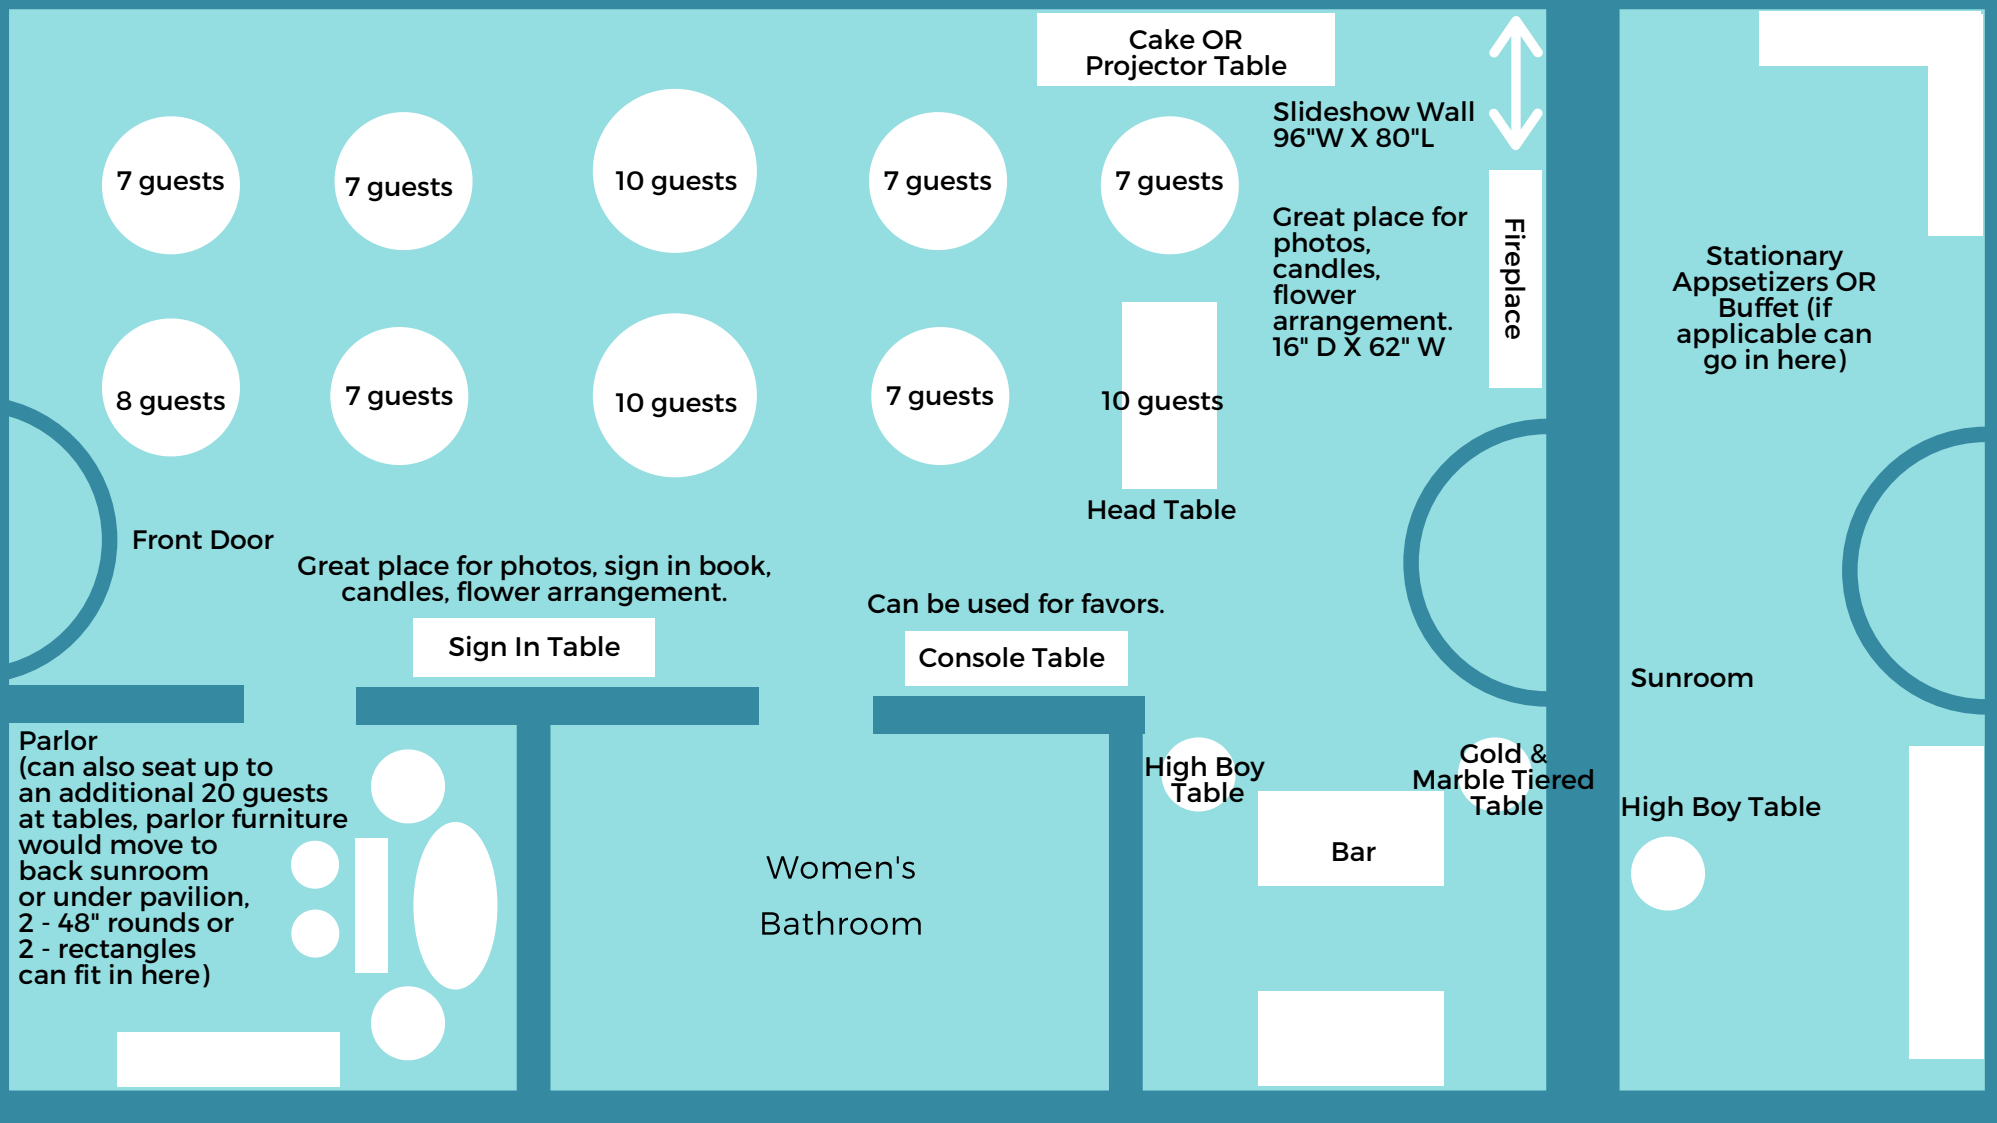 Cake OR
Projector Table
Slideshow Wall
96"W X 80"L
7 guests
7 guests
10 guests
7 guests
7 guests
Great place for
photos,
candles,
flower
arrangement.
16" D X 62" W
Fireplace
Stationary
Appsetizers OR
Buffet (if
applicable can
go in here)
8 guests
7 guests
10 guests
7 guests
10 guests
Head Table
Front Door
Great place for photos, sign in book,
candles, flower arrangement.
Sign In Table
Can be used for favors.
Console Table
Sunroom
Parlor
(can also seat up to
an additional 20 guests
at tables, parlor furniture
would move to
back sunroom
or under pavilion,
2 - 48" rounds or
2 - rectangles
can fit in here)
Women's
Bathroom
High Boy
Table
Gold &
Marble Tiered
Table
Bar
High Boy Table